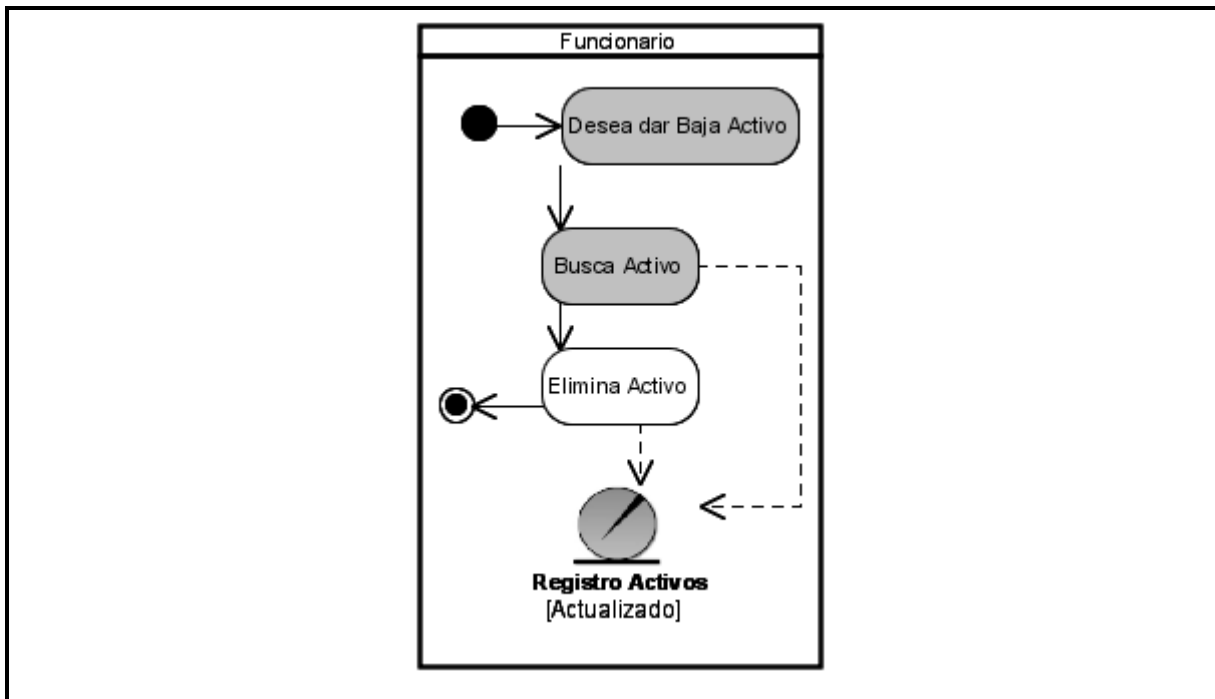 Funcionario
Desea dar Baja Activo
Busca Activo
Elimina Activo
Registro Activos
[Actualizado]